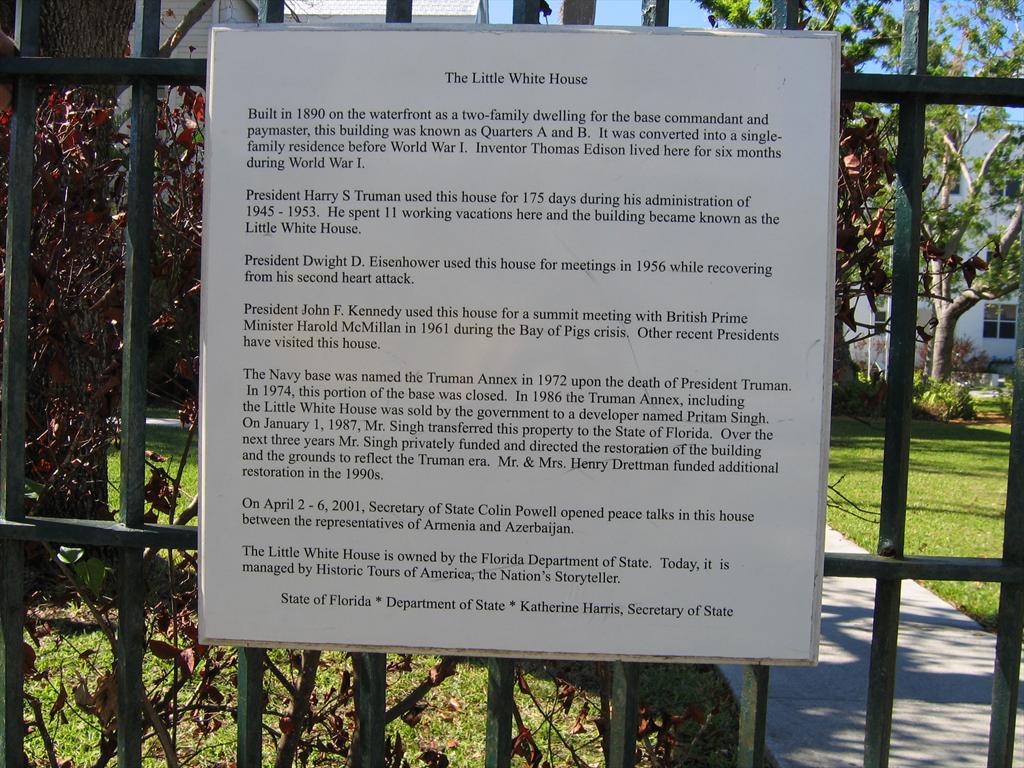 The Little White House
Built in 1890 on the waterfront as a two-family dwelling for the base commandant and
paymaster, this building was known as Quarters A and B. It was converted into a single-
family residence before World War I. Inventor Thomas Edison lived here for six months
during World War I.
President Harry S Truman used this house for 175 days during his administration of
1945 - 1953. He spent 11 working vacations here and the building became known as the
Little White House.
President Dwight D. Eisenhower used this house for meetings in 1956 while recovering
from his second heart attack.
President John F. Kennedy used this house for a summit meeting with British Prime
Minister Harold McMillan in 1961 during the Bay of Pigs crisis. Other recent Presidents
have visited this house.
The Navy base was named the Truman Annex in 1972 upon the death of President Truman.
In 1974, this portion of the base was closed. In 1986 the Truman Annex, including
the Little White House was sold by the government to a developer named Pritam Singh.
On January 1, 1987, Mr. Singh transferred this property to the State of Florida. Over the
next three years Mr. Singh privately funded and directed the restoration of the building
and the grounds to reflect the Truman era. Mr. & Mrs. Henry Drettman funded additional
restoration in the 1990s.
On April 2 - 6, 2001, Secretary of State Colin Powell opened peace talks in this house
between the representatives of Armenia and Azerbaijan.
The Little White House is owned by the Florida Department of State. Today, it is
managed by Historic Tours of America, the Nation's Storyteller.
State of Florida * Department of State * Katherine Harris, Secretary of State